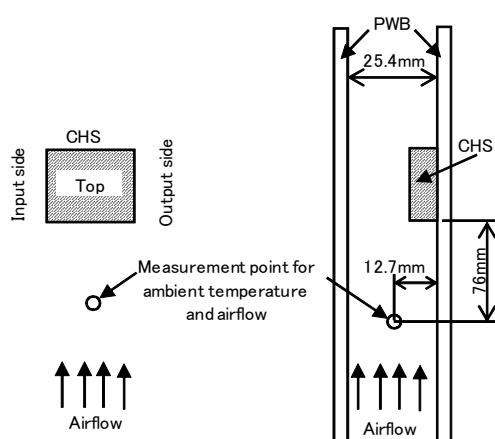 CHS
Input side
Top
Output side
Measurement point for
ambient temperature
and airflow
Airflow
PWB
25.4mm
CHS
12.7mm
76mm
Airflow